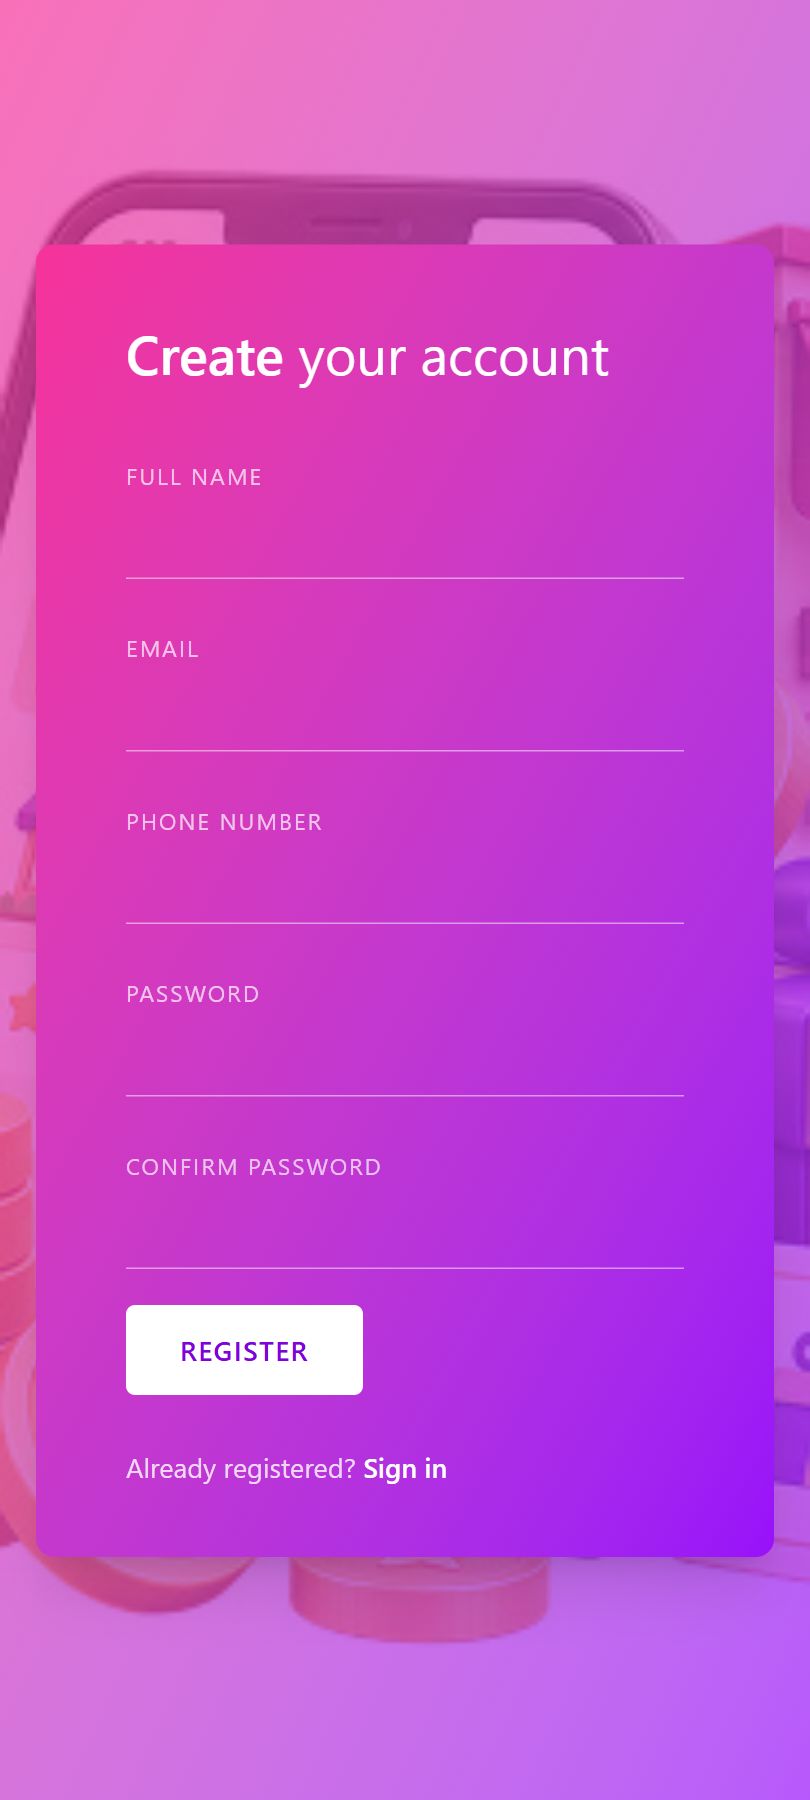 Create your account
FULL NAME
EMAIL
PHONE NUMBER
PASSWORD
CONFIRM PASSWORD
REGISTER
Already registered? Sign in